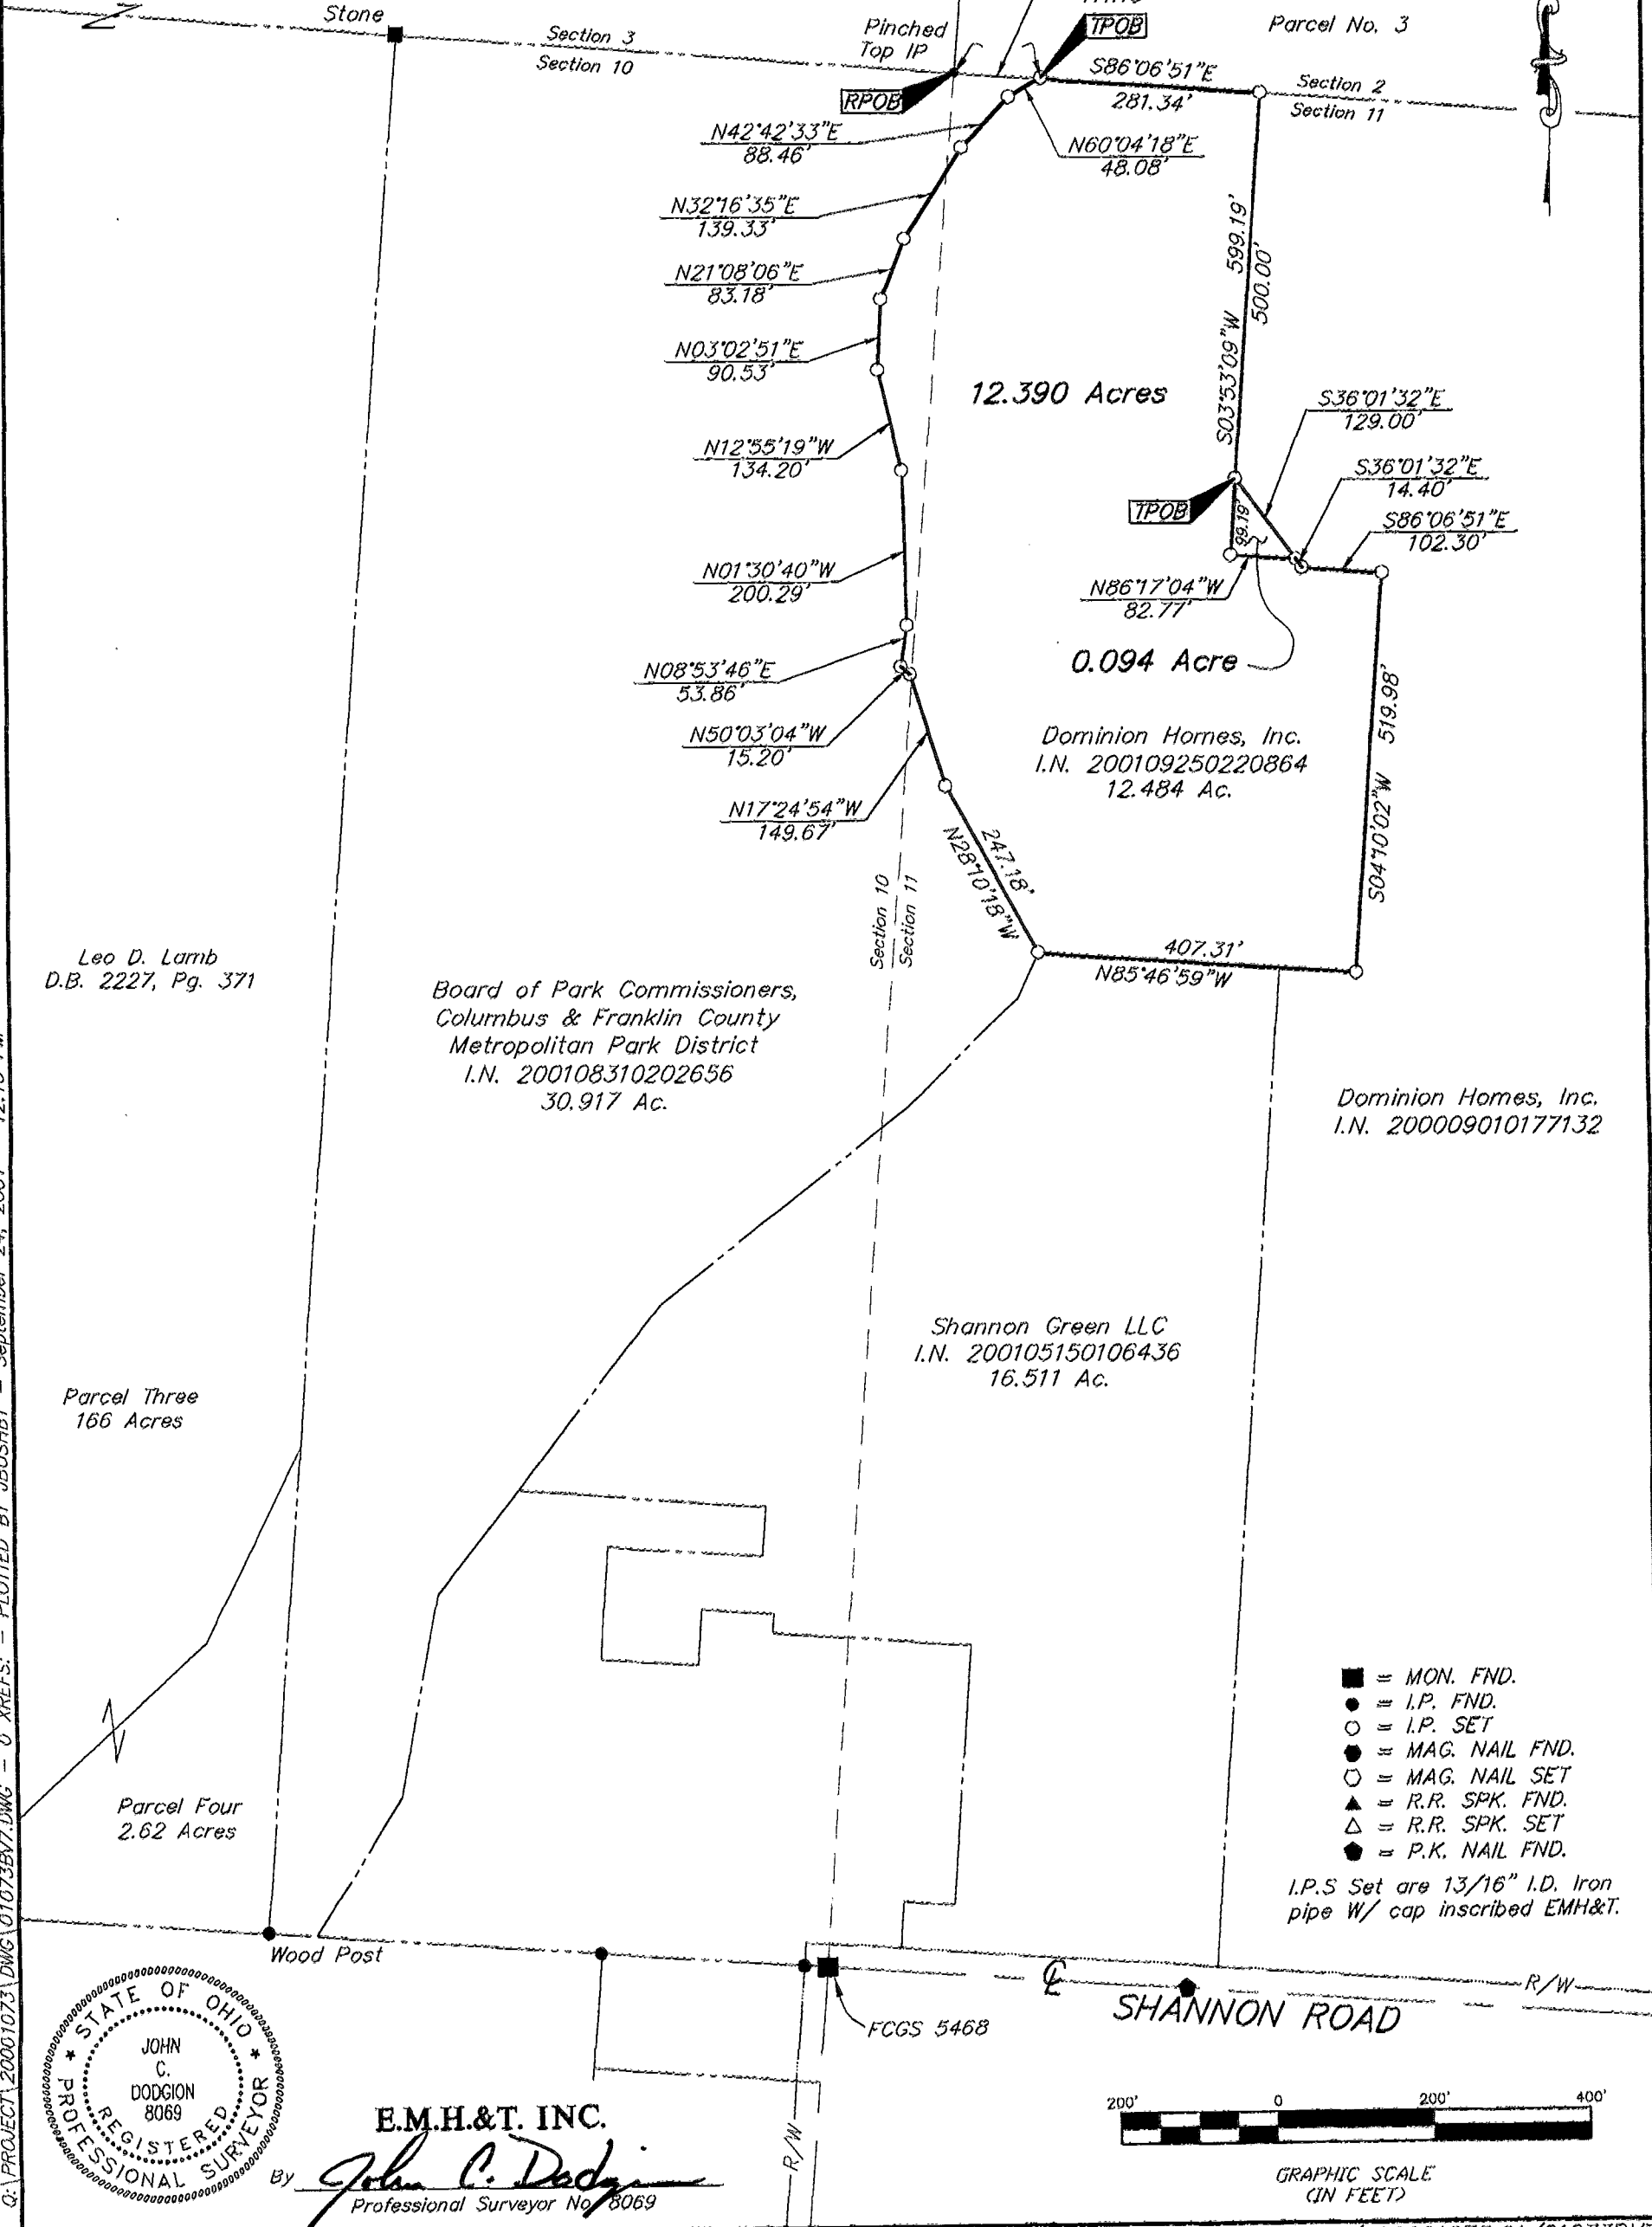 Stone
Section 3
Section 10
Pinched
Top IP
RPOB
TPOB
Parcel No. 3
S86°06'51"E
281.34'
Section 2
Section 11
N42°42'33"E
88.46'
N60°04'18"E
48.08'
N32°16'35"E
139.33'
N21°08'06"E
83.18'
N03°02'51"E
90.53'
S03°53'09"W 599.19'
500.00'
12.390 Acres
S36°01'32"E
129.00'
N12°55'19"W
134.20'
S36°01'32"E
14.40'
TPOB
99.19'
S86°06'51"E
102.30'
N01°30'40"W
200.29'
N86°17'04"W
82.77'
0.094 Acre
N08°53'46"E
53.86'
N50°03'04"W
15.20'
Dominion Homes, Inc.
I.N. 200109250220864
12.484 Ac.
S04°10'02"W 519.98'
N17°24'54"W
149.67'
247.18'
N28°10'18"W
Section 10
Section 11
407.31'
N85°46'59"W
Leo D. Lamb
D.B. 2227, Pg. 371
Board of Park Commissioners,
Columbus & Franklin County
Metropolitan Park District
I.N. 200108310202656
30.917 Ac.
Dominion Homes, Inc.
I.N. 200009010177132
Shannon Green LLC
I.N. 200105150106436
16.511 Ac.
Parcel Three
166 Acres
Parcel Four
2.62 Acres
■ = MON. FND.
● = I.P. FND.
○ = I.P. SET
⬢ = MAG. NAIL FND.
⬡ = MAG. NAIL SET
▲ = R.R. SPK. FND.
△ = R.R. SPK. SET
⬟ = P.K. NAIL FND.
I.P.S Set are 13/16" I.D. Iron
pipe W/ cap inscribed EMH&T.
Wood Post
FCGS 5468
℄
R/W
SHANNON ROAD
R/W
STATE OF OHIO
JOHN
C.
DODGION
8069
REGISTERED
PROFESSIONAL SURVEYOR
E.M.H.&T. INC.
By John C. Dodgion
Professional Surveyor No. 8069
200' 0 200' 400'
GRAPHIC SCALE
(IN FEET)
Q:\PROJECT\20001073\DWG\01073BV7.DWG